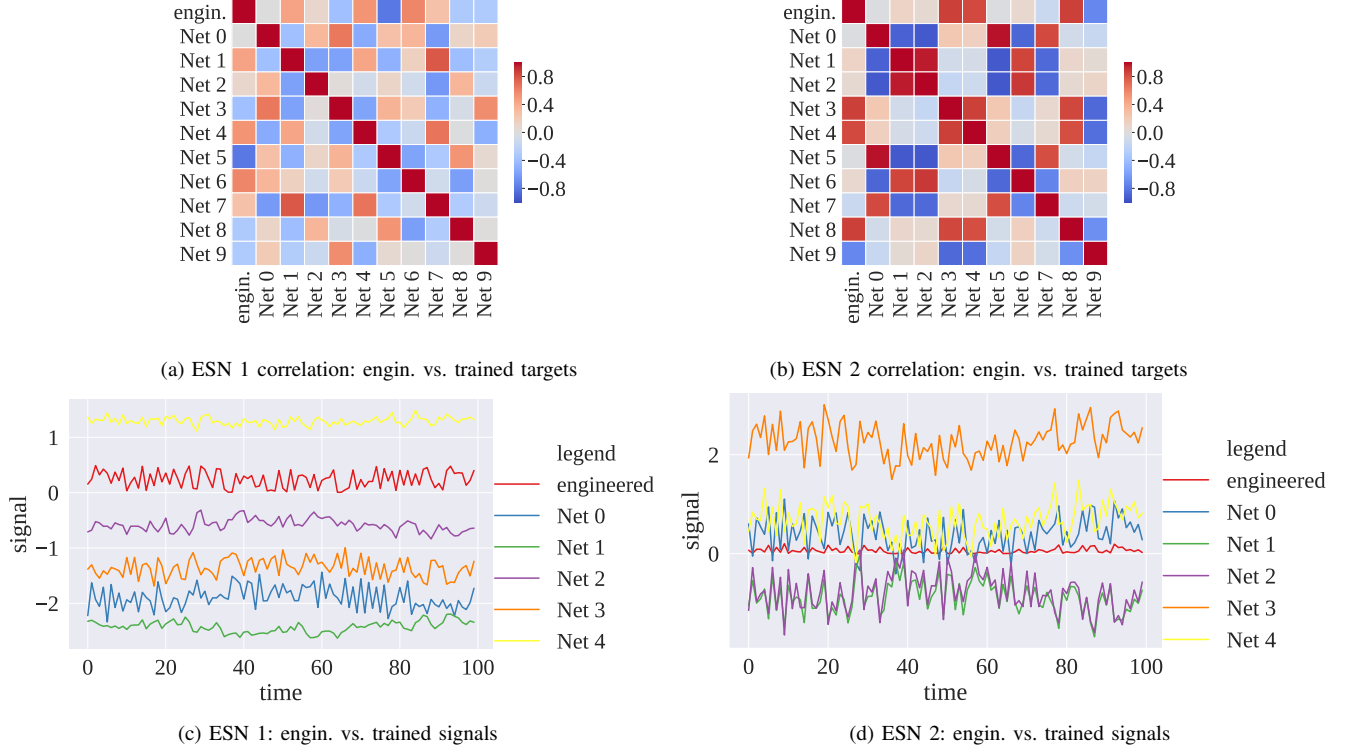 engin.
Net 0
Net 1
Net 2
Net 3
Net 4
Net 5
Net 6
Net 7
Net 8
Net 9
engin.
Net 0
Net 1
Net 2
Net 3
Net 4
Net 5
Net 6
Net 7
Net 8
Net 9
0.8
0.4
0.0
−0.4
−0.8
(a) ESN 1 correlation: engin. vs. trained targets
engin.
Net 0
Net 1
Net 2
Net 3
Net 4
Net 5
Net 6
Net 7
Net 8
Net 9
engin.
Net 0
Net 1
Net 2
Net 3
Net 4
Net 5
Net 6
Net 7
Net 8
Net 9
0.8
0.4
0.0
−0.4
−0.8
(b) ESN 2 correlation: engin. vs. trained targets
signal
1
0
−1
−2
0 20 40 60 80 100
time
legend
engineered
Net 0
Net 1
Net 2
Net 3
Net 4
(c) ESN 1: engin. vs. trained signals
signal
2
0
0 20 40 60 80 100
time
legend
engineered
Net 0
Net 1
Net 2
Net 3
Net 4
(d) ESN 2: engin. vs. trained signals